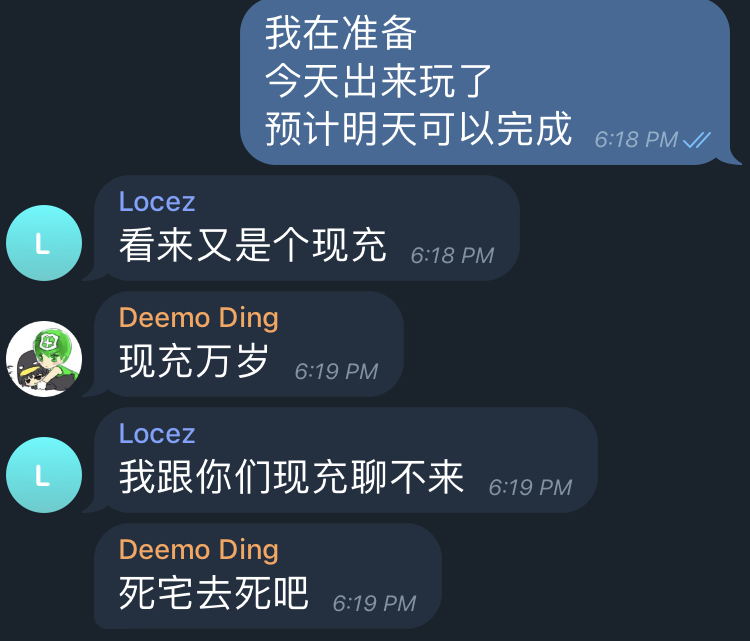 我在准备
今天出来玩了
预计明天可以完成 6:18 PM
Locez
L
看来又是个现充 6:18 PM
Deemo Ding
现充万岁 6:19 PM
Locez
L
我跟你们现充聊不来 6:19 PM
Deemo Ding
死宅去死吧 6:19 PM